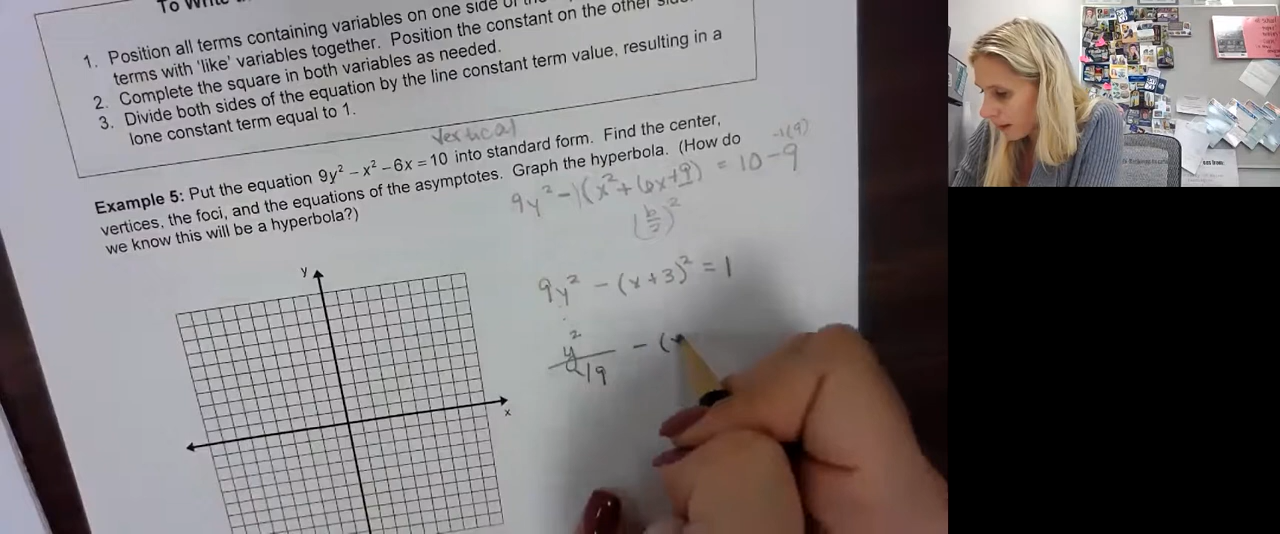 To Write
1. Position all terms containing variables on one side of
terms with 'like' variables together. Position the constant on the other side.
2. Complete the square in both variables as needed.
3. Divide both sides of the equation by the line constant term value, resulting in a
lone constant term equal to 1.
vertical
Example 5: Put the equation 9y² − x² − 6x = 10 into standard form. Find the center,
vertices, the foci, and the equations of the asymptotes. Graph the hyperbola. (How do
we know this will be a hyperbola?)
-1(9)
9y² - 1(x² + 6x + 9) = 10 - 9
(b/2)²
9y² - (x+3)² = 1
y
y²/(1/9) - (x
x